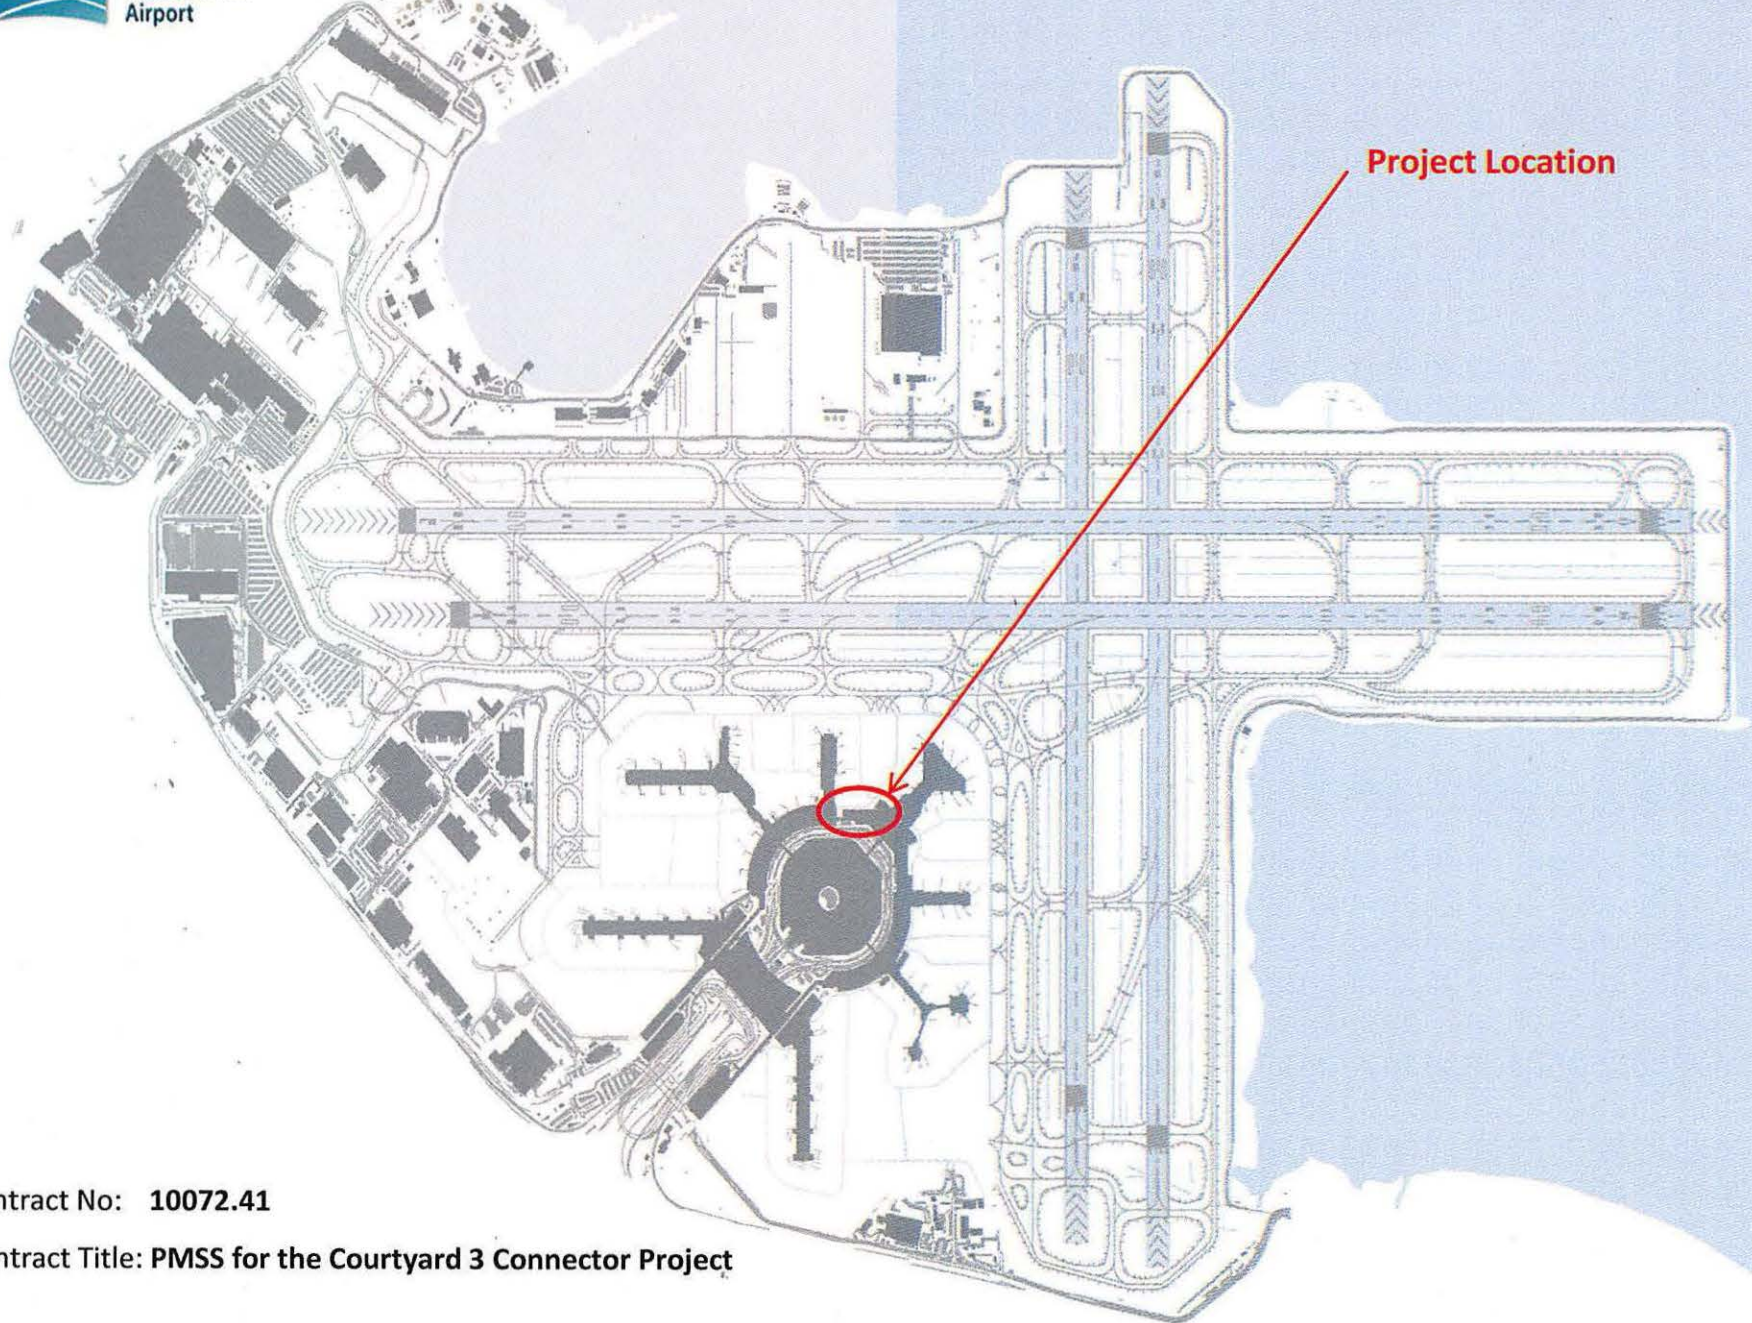 Airport
Project Location
ntract No: 10072.41
ntract Title: PMSS for the Courtyard 3 Connector Project